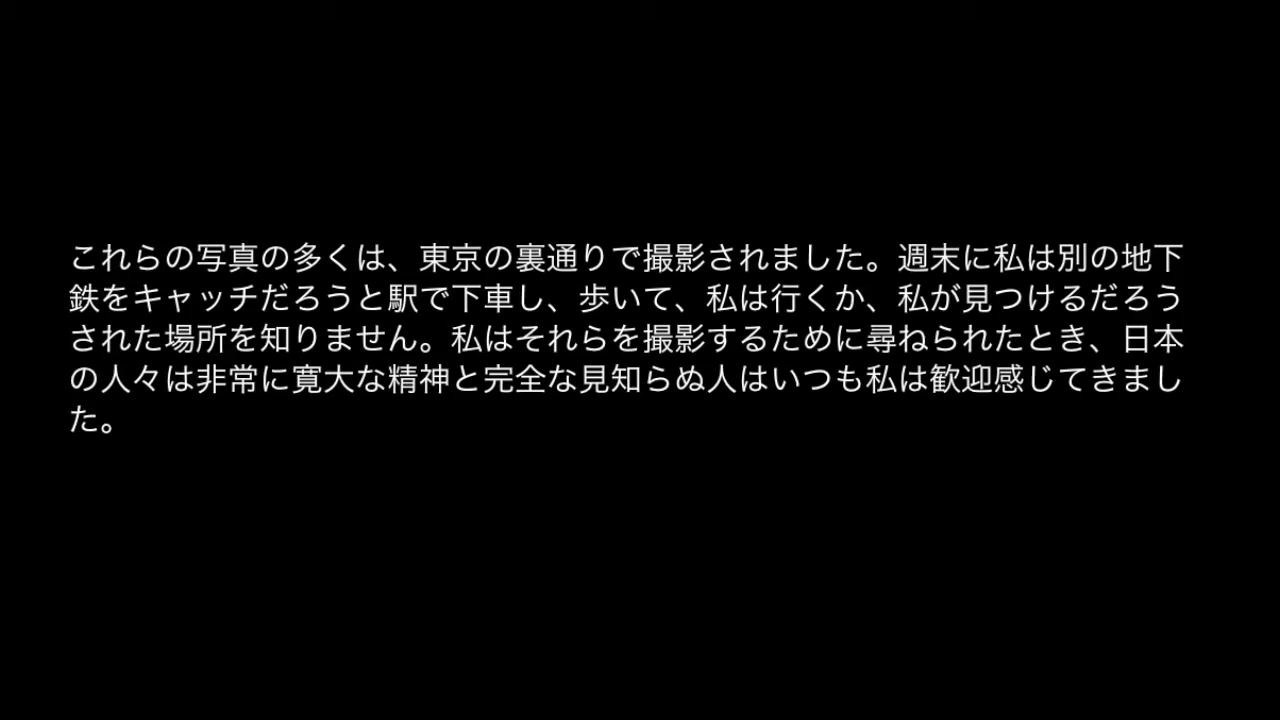 これらの写真の多くは、東京の裏通りで撮影されました。週末に私は別の地下
鉄をキャッチだろうと駅で下車し、歩いて、私は行くか、私が見つけるだろう
された場所を知りません。私はそれらを撮影するために尋ねられたとき、日本
の人々は非常に寛大な精神と完全な見知らぬ人はいつも私は歓迎感じてきまし
た。